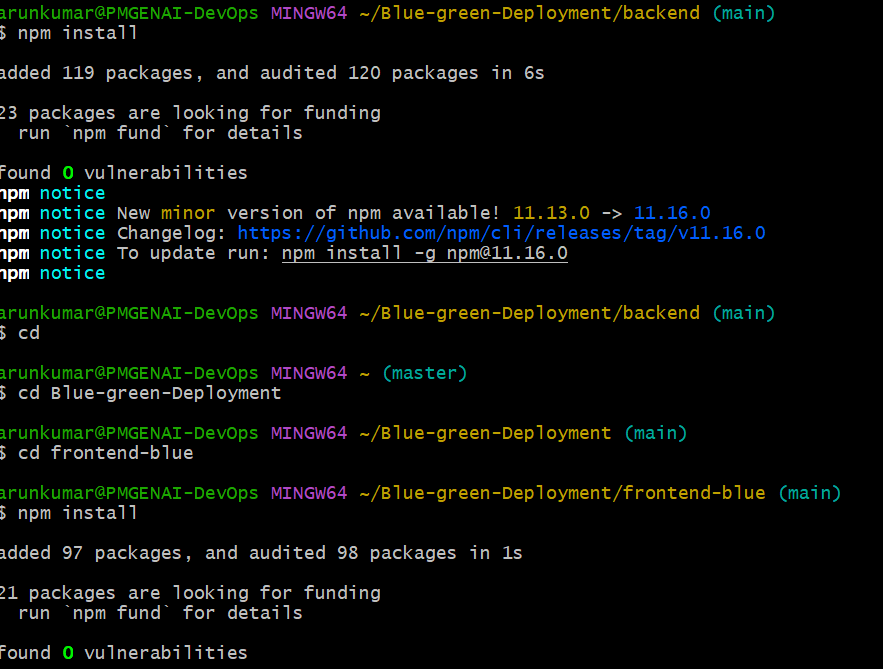 arunkumar@PMGENAI-DevOps MINGW64 ~/Blue-green-Deployment/backend (main)
$ npm install
added 119 packages, and audited 120 packages in 6s
23 packages are looking for funding
run `npm fund` for details
found 0 vulnerabilities
npm notice
npm notice New minor version of npm available! 11.13.0 -> 11.16.0
npm notice Changelog: https://github.com/npm/cli/releases/tag/v11.16.0
npm notice To update run: npm install -g npm@11.16.0
npm notice
arunkumar@PMGENAI-DevOps MINGW64 ~/Blue-green-Deployment/backend (main)
$ cd
arunkumar@PMGENAI-DevOps MINGW64 ~ (master)
$ cd Blue-green-Deployment
arunkumar@PMGENAI-DevOps MINGW64 ~/Blue-green-Deployment (main)
$ cd frontend-blue
arunkumar@PMGENAI-DevOps MINGW64 ~/Blue-green-Deployment/frontend-blue (main)
$ npm install
added 97 packages, and audited 98 packages in 1s
21 packages are looking for funding
run `npm fund` for details
found 0 vulnerabilities